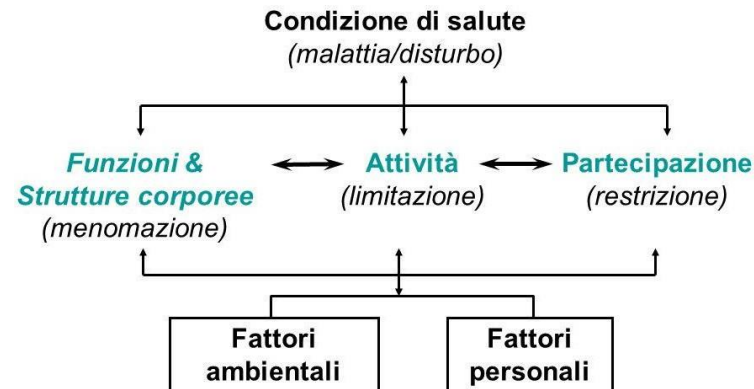 Condizione di salute
(malattia/disturbo)
Funzioni & Attività Partecipazione
Strutture corporee (limitazione) (restrizione)
(menomazione)
Fattori Fattori
ambientali personali